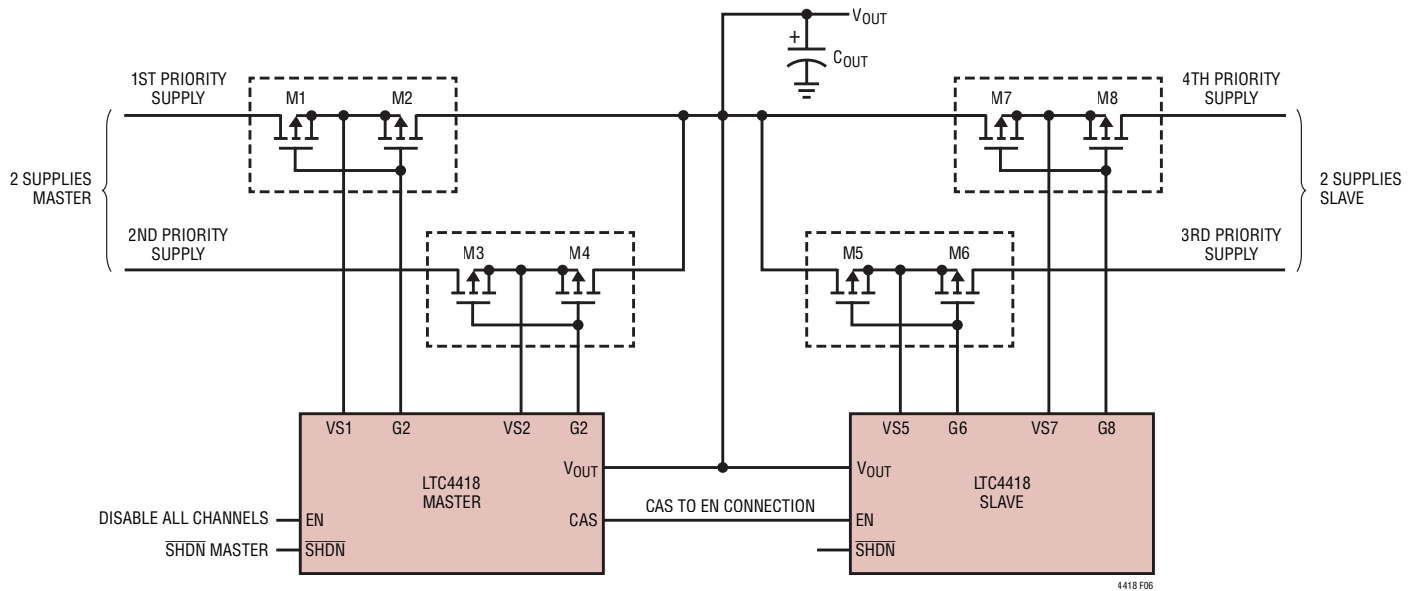 VOUT
+
COUT
1ST PRIORITY
SUPPLY
M1
M2
M7
M8
4TH PRIORITY
SUPPLY
2 SUPPLIES
MASTER
2 SUPPLIES
SLAVE
2ND PRIORITY
SUPPLY
M3
M4
M5
M6
3RD PRIORITY
SUPPLY
VS1
G2
VS2
G2
VS5
G6
VS7
G8
VOUT
VOUT
LTC4418
MASTER
LTC4418
SLAVE
DISABLE ALL CHANNELS
EN
CAS
CAS TO EN CONNECTION
EN
SHDN MASTER
SHDN
SHDN
4418 F06